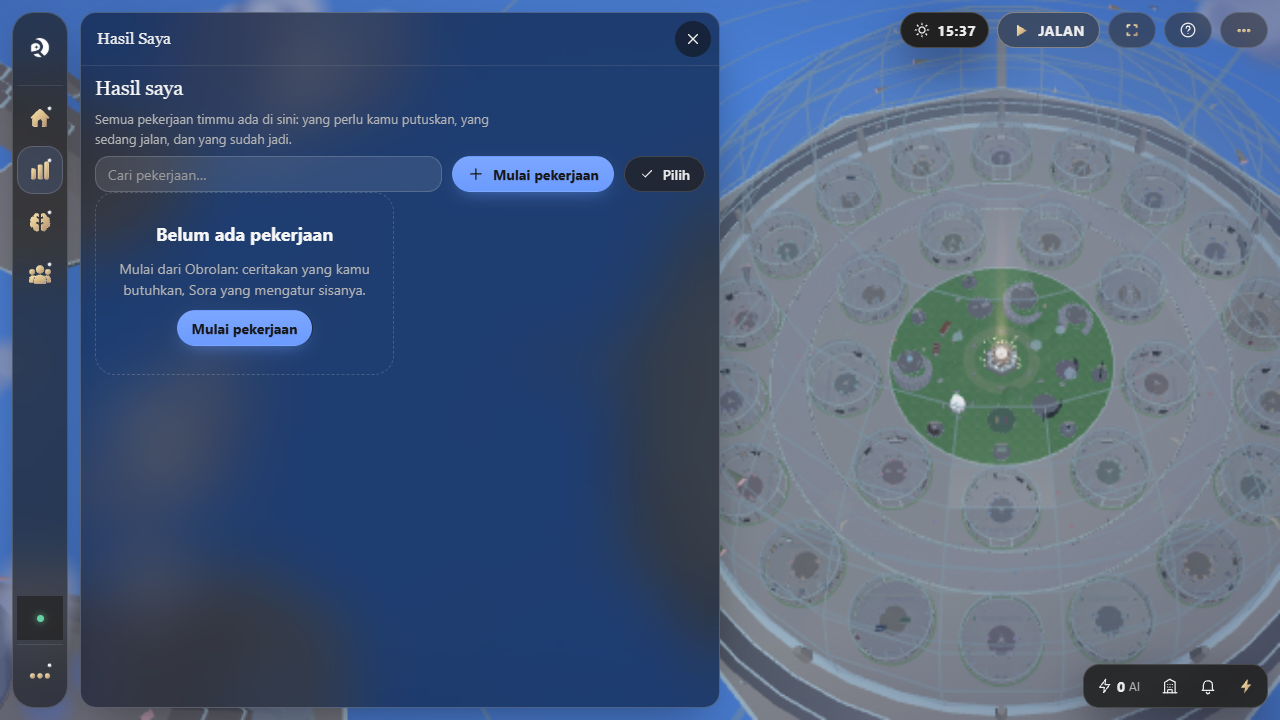 Hasil Saya
15:37
JALAN
Hasil saya
Semua pekerjaan timmu ada di sini: yang perlu kamu putuskan, yang
sedang jalan, dan yang sudah jadi.
Cari pekerjaan...
Mulai pekerjaan
Pilih
Belum ada pekerjaan
Mulai dari Obrolan: ceritakan yang kamu
butuhkan, Sora yang mengatur sisanya.
Mulai pekerjaan
0 AI